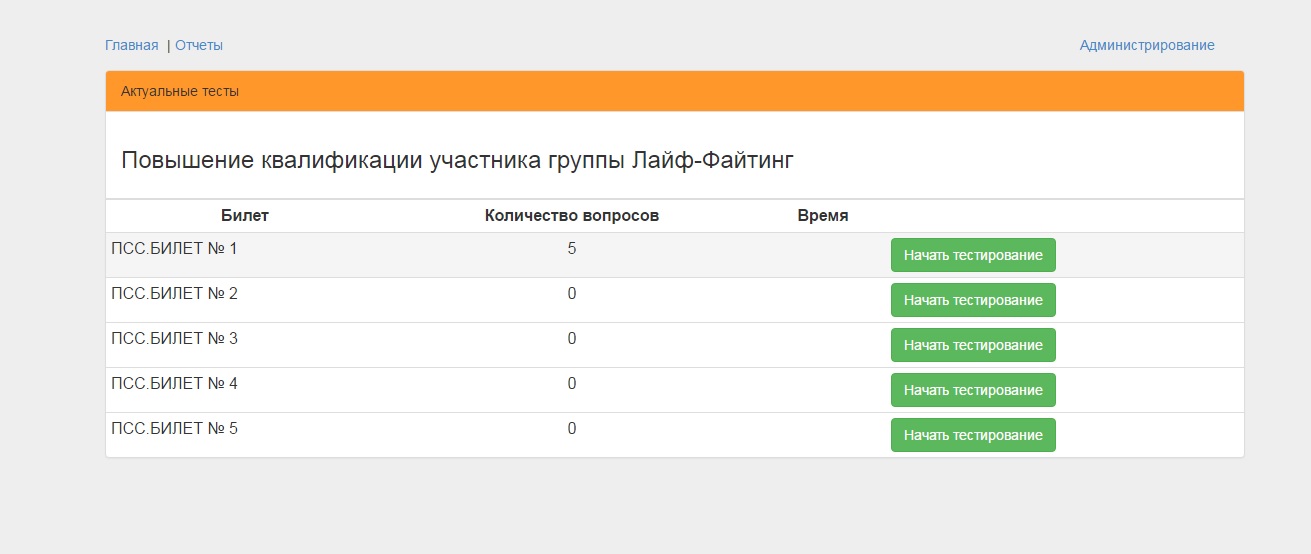 Главная | Отчеты Администрирование
Актуальные тесты
Повышение квалификации участника группы Лайф-Файтинг
Билет Количество вопросов Время
ПСС.БИЛЕТ № 1 5 Начать тестирование
ПСС.БИЛЕТ № 2 0 Начать тестирование
ПСС.БИЛЕТ № 3 0 Начать тестирование
ПСС.БИЛЕТ № 4 0 Начать тестирование
ПСС.БИЛЕТ № 5 0 Начать тестирование